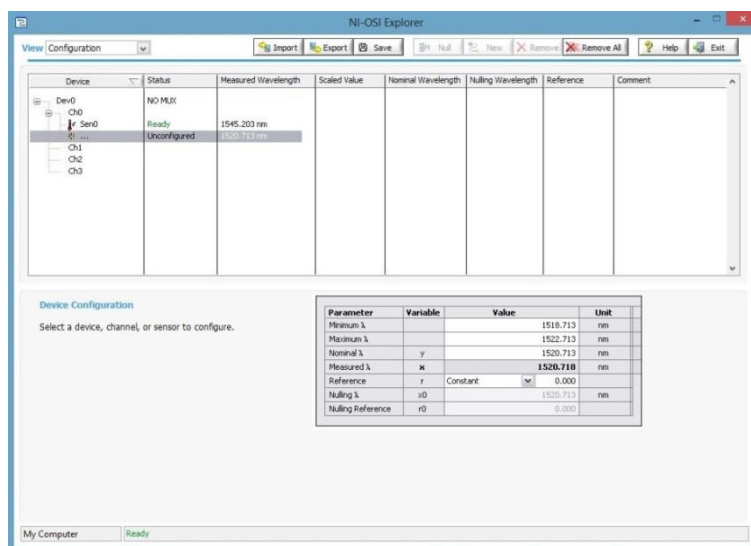 NI-OSI Explorer
View Configuration Import Export Save Null New Remove Remove All Help Exit
Device Status Measured Wavelength Scaled Value Nominal Wavelength Nulling Wavelength Reference Comment
Dev0 NO MUX
Ch0
Sen0 Ready 1545.203 nm
... Unconfigured 1520.713 nm
Ch1
Ch2
Ch3
Device Configuration
Select a device, channel, or sensor to configure.
Parameter Variable Value Unit
Minimum λ 1518.713 nm
Maximum λ 1522.713 nm
Nominal λ y 1520.713 nm
Measured λ x 1520.718 nm
Reference r Constant 0.000
Nulling λ x0 1520.713 nm
Nulling Reference r0 0.000
My Computer Ready